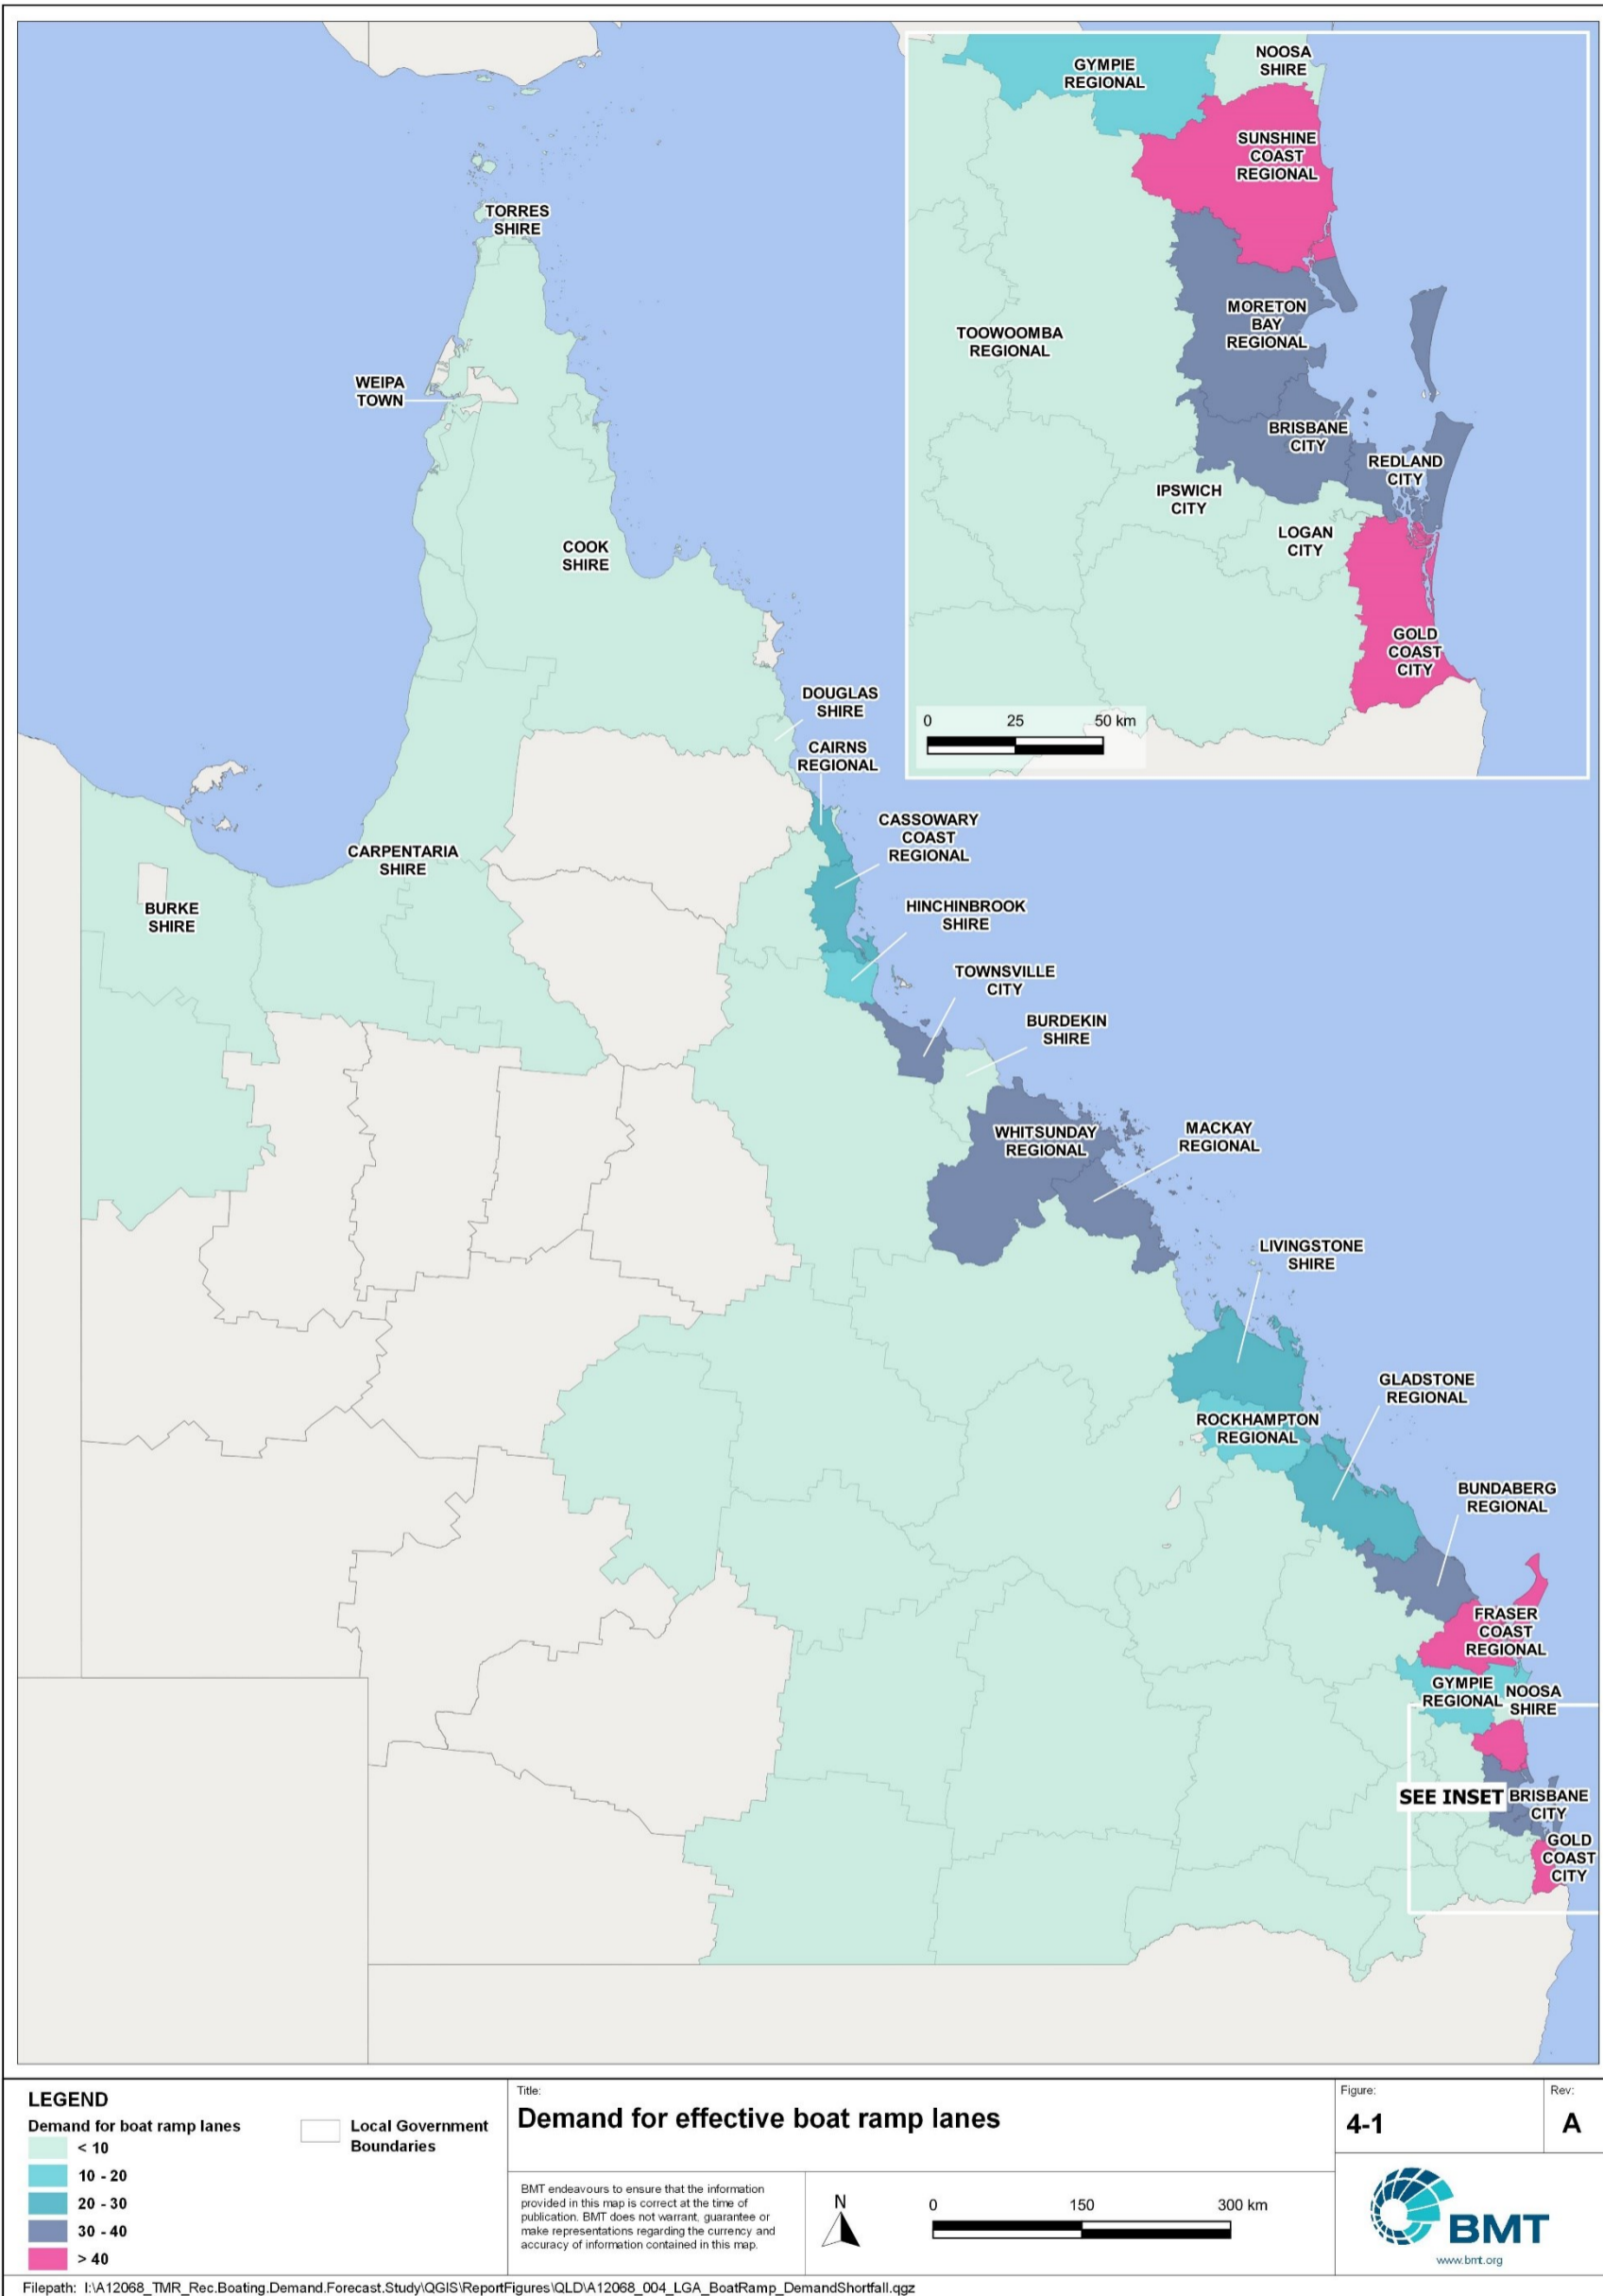 GYMPIE
REGIONAL
NOOSA
SHIRE
SUNSHINE
COAST
REGIONAL
TORRES
SHIRE
MORETON
BAY
REGIONAL
TOOWOOMBA
REGIONAL
WEIPA
TOWN
BRISBANE
CITY
REDLAND
CITY
IPSWICH
CITY
LOGAN
CITY
COOK
SHIRE
GOLD
COAST
CITY
DOUGLAS
SHIRE
0 25 50 km
CAIRNS
REGIONAL
CASSOWARY
COAST
REGIONAL
CARPENTARIA
SHIRE
BURKE
SHIRE
HINCHINBROOK
SHIRE
TOWNSVILLE
CITY
BURDEKIN
SHIRE
WHITSUNDAY
REGIONAL
MACKAY
REGIONAL
LIVINGSTONE
SHIRE
GLADSTONE
REGIONAL
ROCKHAMPTON
REGIONAL
BUNDABERG
REGIONAL
FRASER
COAST
REGIONAL
GYMPIE
REGIONAL
NOOSA
SHIRE
SEE INSET
BRISBANE
CITY
GOLD
COAST
CITY
LEGEND
Demand for boat ramp lanes
< 10
10 - 20
20 - 30
30 - 40
> 40
Local Government
Boundaries
Title:
Demand for effective boat ramp lanes
BMT endeavours to ensure that the information
provided in this map is correct at the time of
publication. BMT does not warrant, guarantee or
make representations regarding the currency and
accuracy of information contained in this map.
N
0 150 300 km
Figure:
4-1
Rev:
A
BMT
www.bmt.org
Filepath: I:\A12068_TMR_Rec.Boating.Demand.Forecast.Study\QGIS\ReportFigures\QLD\A12068_004_LGA_BoatRamp_DemandShortfall.qgz